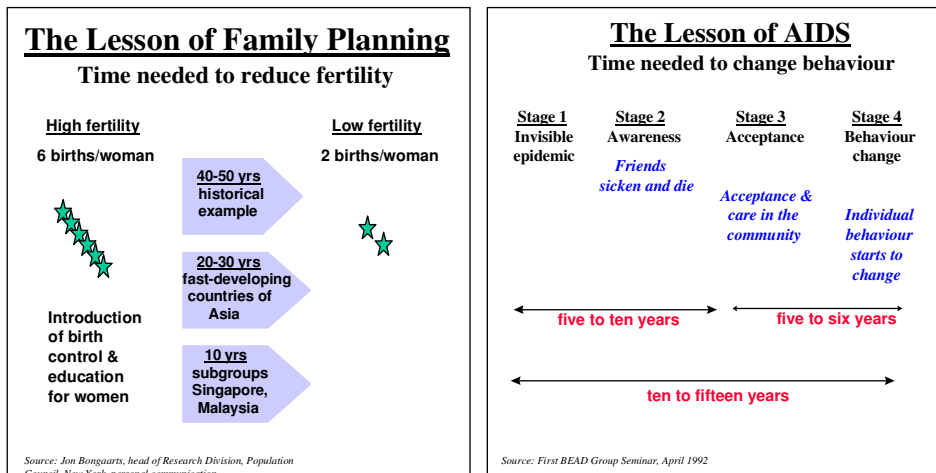 The Lesson of Family Planning
Time needed to reduce fertility
High fertility
6 births/woman
Low fertility
2 births/woman
40-50 yrs
historical
example
20-30 yrs
fast-developing
countries of
Asia
10 yrs
subgroups
Singapore,
Malaysia
Introduction
of birth
control &
education
for women
Source: Jon Bongaarts, head of Research Division, Population
Council, New York, personal communication
The Lesson of AIDS
Time needed to change behaviour
Stage 1
Invisible
epidemic
Stage 2
Awareness
Friends
sicken and die
Stage 3
Acceptance
Acceptance &
care in the
community
Stage 4
Behaviour
change
Individual
behaviour
starts to
change
five to ten years
five to six years
ten to fifteen years
Source: First BEAD Group Seminar, April 1992